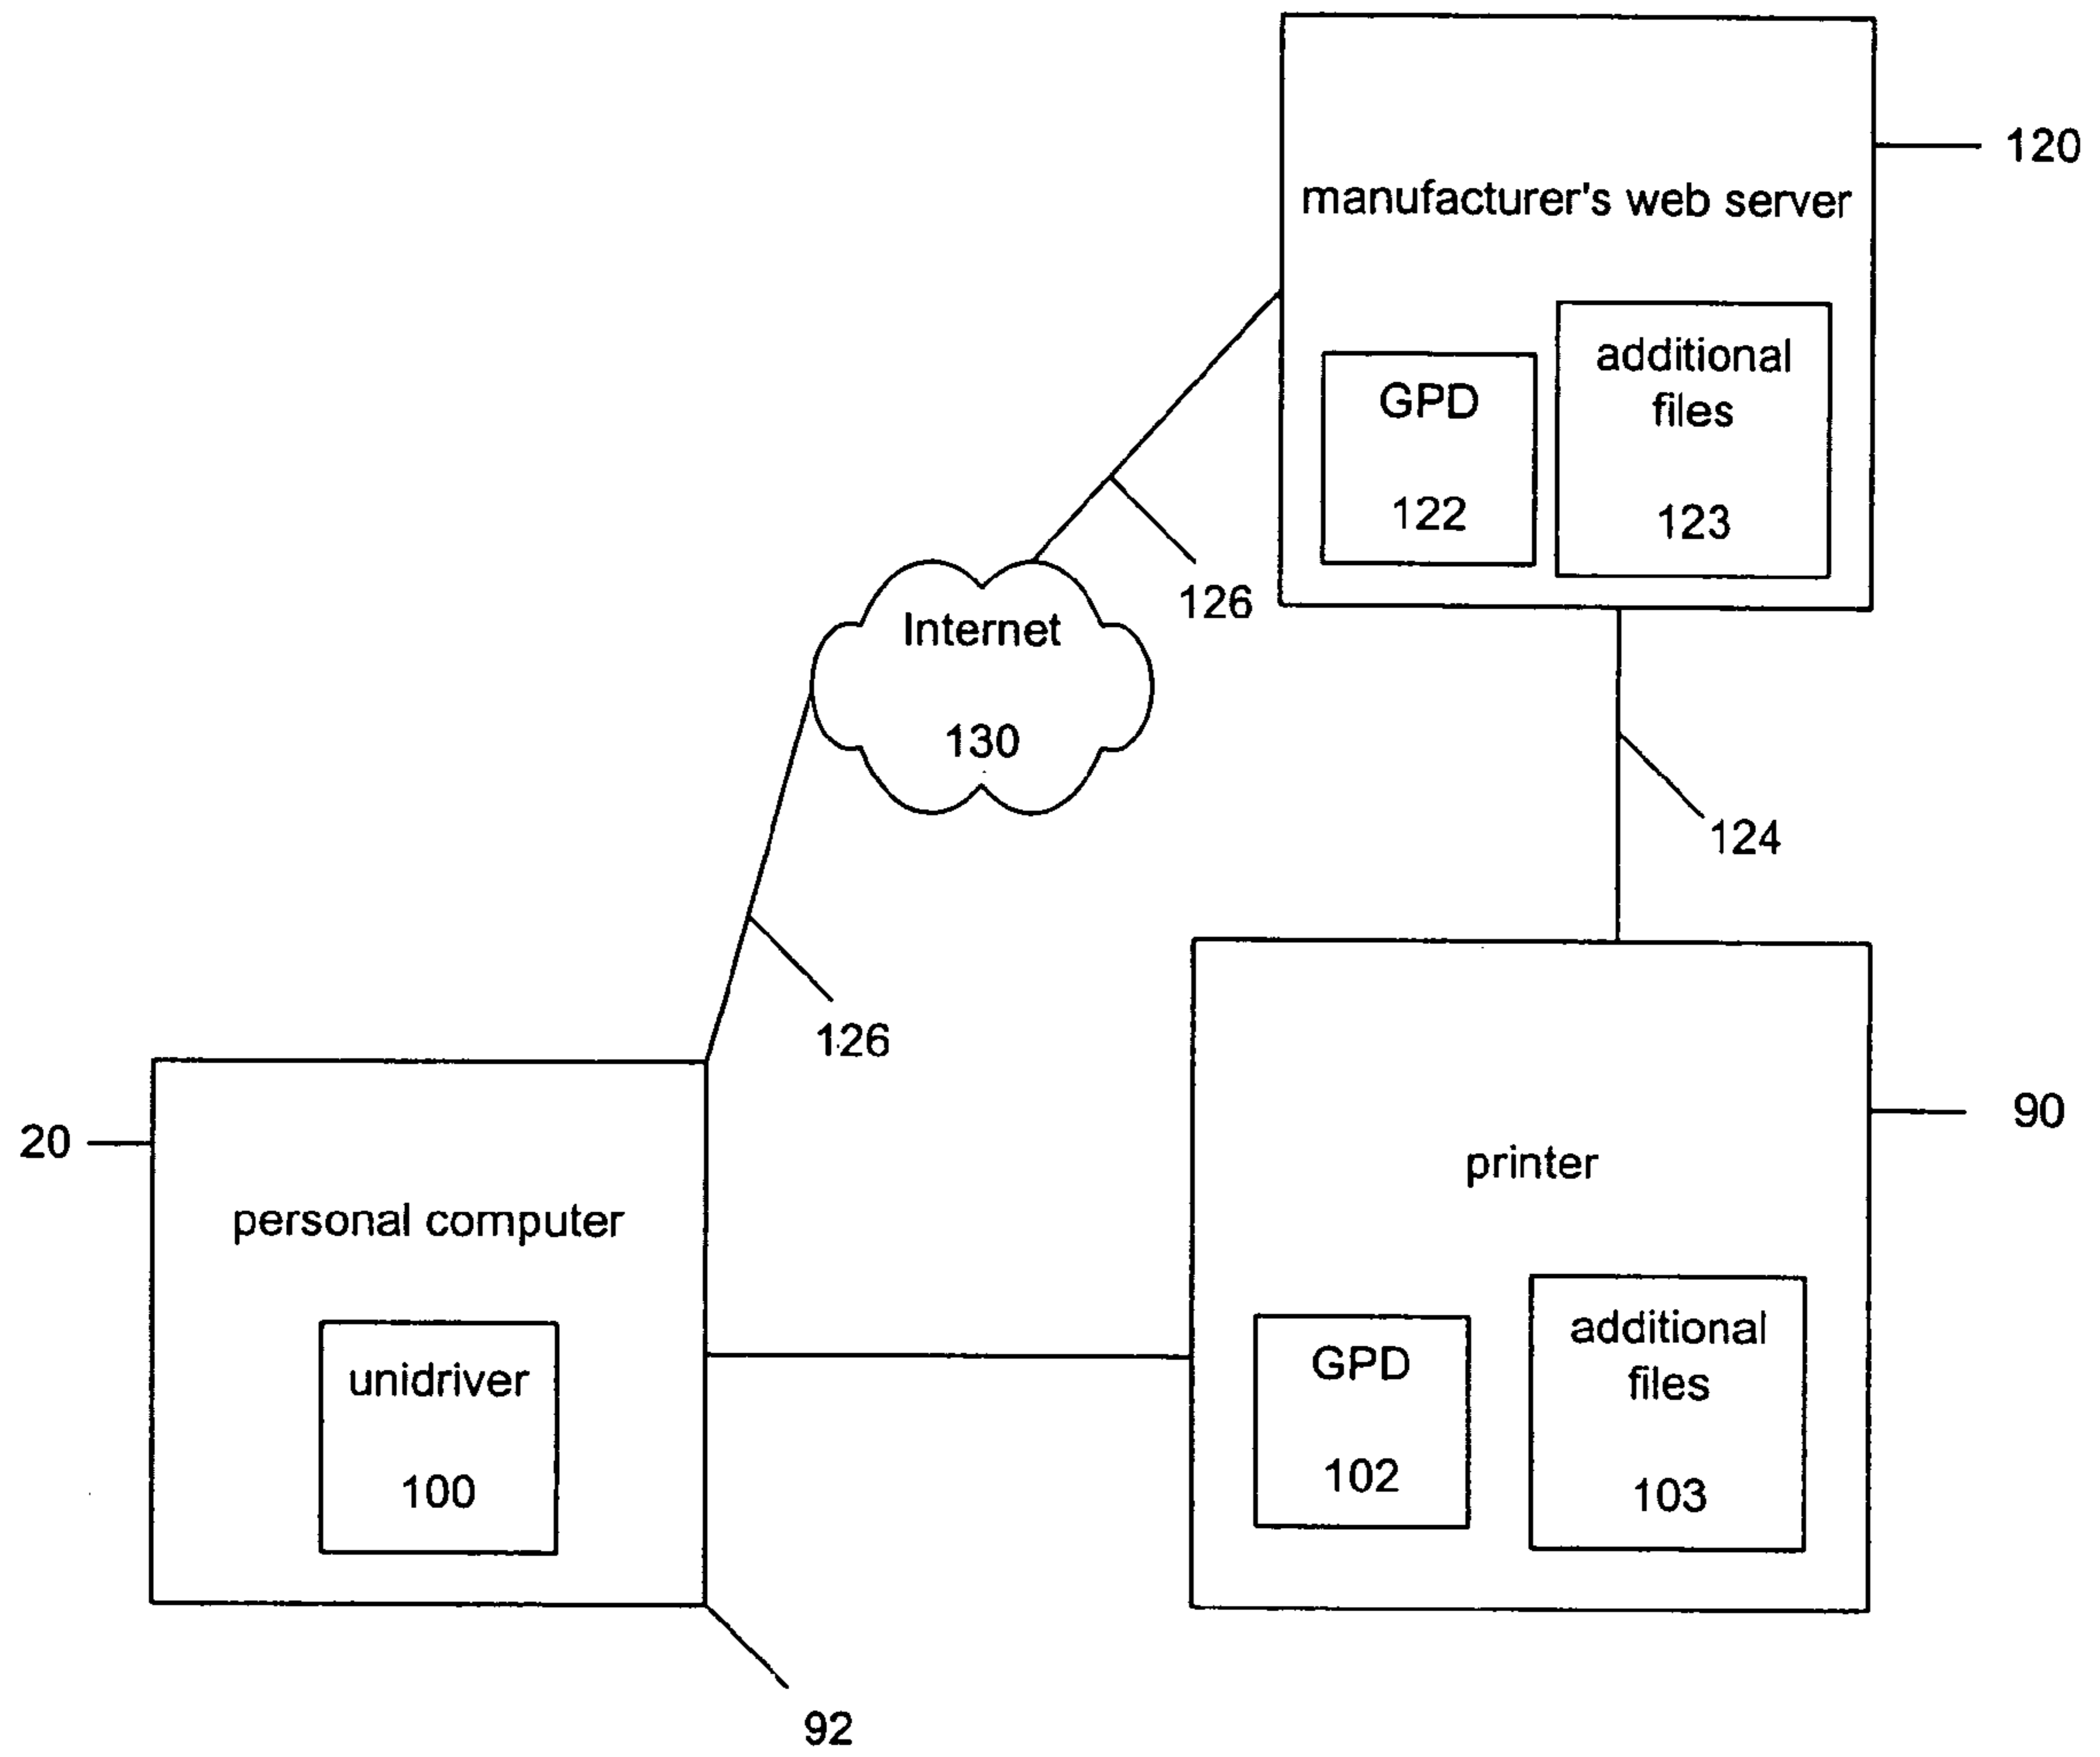 120
manufacturer's web server
additional
files
123
GPD
122
126
Internet
130
124
126
20
personal computer
unidriver
100
90
printer
GPD
102
additional
files
103
92